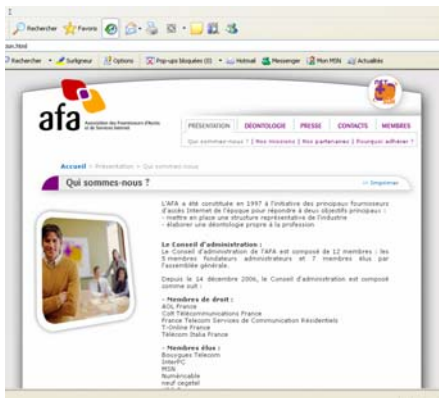 Rechercher Favoris
ion.html
Rechercher Surligneur Options Pop-ups bloquées (0) Hotmail Messenger Mon MSN Actualités
afa
Association des Fournisseurs d'Accès
et de Services Internet
PRÉSENTATION DÉONTOLOGIE PRESSE CONTACTS MEMBRES
Qui sommes-nous ? | Nos missions | Nos partenaires | Pourquoi adhérer ?
Accueil > Présentation > Qui sommes-nous
Qui sommes-nous ?
Imprimer
L'AFA a été constituée en 1997 à l'initiative des principaux fournisseurs
d'accès Internet de l'époque pour répondre à deux objectifs principaux :
- mettre en place une structure représentative de l'industrie
- élaborer une déontologie propre à la profession
Le Conseil d'administration :
Le Conseil d'administration de l'AFA est composé de 12 membres : les
5 membres fondateurs administrateurs et 7 membres élus par
l'assemblée générale.
Depuis le 14 décembre 2006, le Conseil d'administration est composé
comme suit :
- Membres de droit :
AOL France
Colt Télécommunications France
France Telecom Services de Communication Résidentiels
T-Online France
Telecom Italia France
- Membres élus :
Bouygues Telecom
InterPC
MSN
Numéricable
neuf cegetel